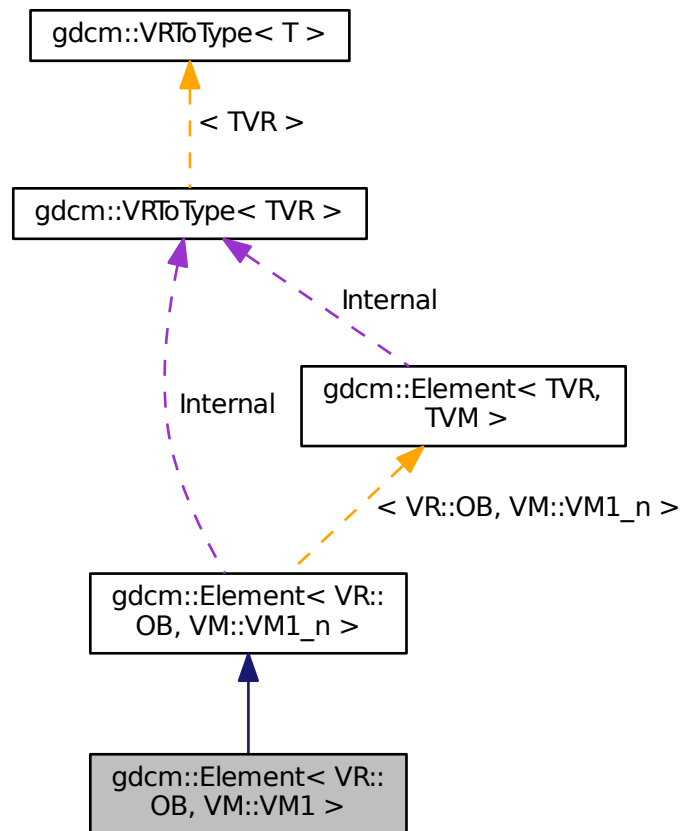 gdcm::VRToType< T >
< TVR >
gdcm::VRToType< TVR >
Internal
gdcm::Element< TVR,
TVM >
Internal
< VR::OB, VM::VM1_n >
gdcm::Element< VR::
OB, VM::VM1_n >
gdcm::Element< VR::
OB, VM::VM1 >